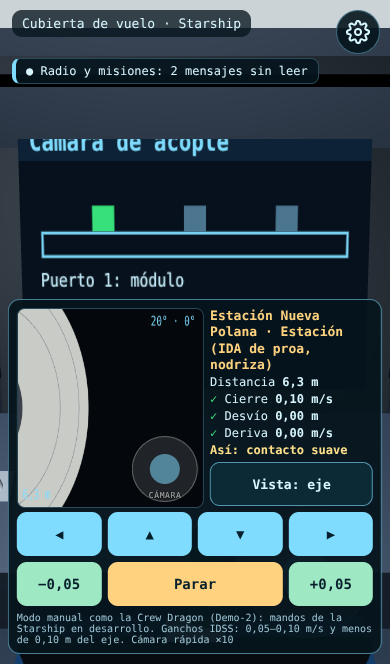 Cubierta de vuelo · Starship
● Radio y misiones: 2 mensajes sin leer
Cámara de acople
Puerto 1: módulo
20° · 0°
CÁMARA
Estación Nueva
Polana · Estación
(IDA de proa,
nodriza)
Distancia 6,3 m
✓ Cierre 0,10 m/s
✓ Desvío 0,00 m
✓ Deriva 0,00 m/s
Así: contacto suave
Vista: eje
◄ ▲ ▼ ►
−0,05 Parar +0,05
Modo manual como la Crew Dragon (Demo-2): mandos de la
Starship en desarrollo. Ganchos IDSS: 0,05–0,10 m/s y menos
de 0,10 m del eje. Cámara rápida ×10